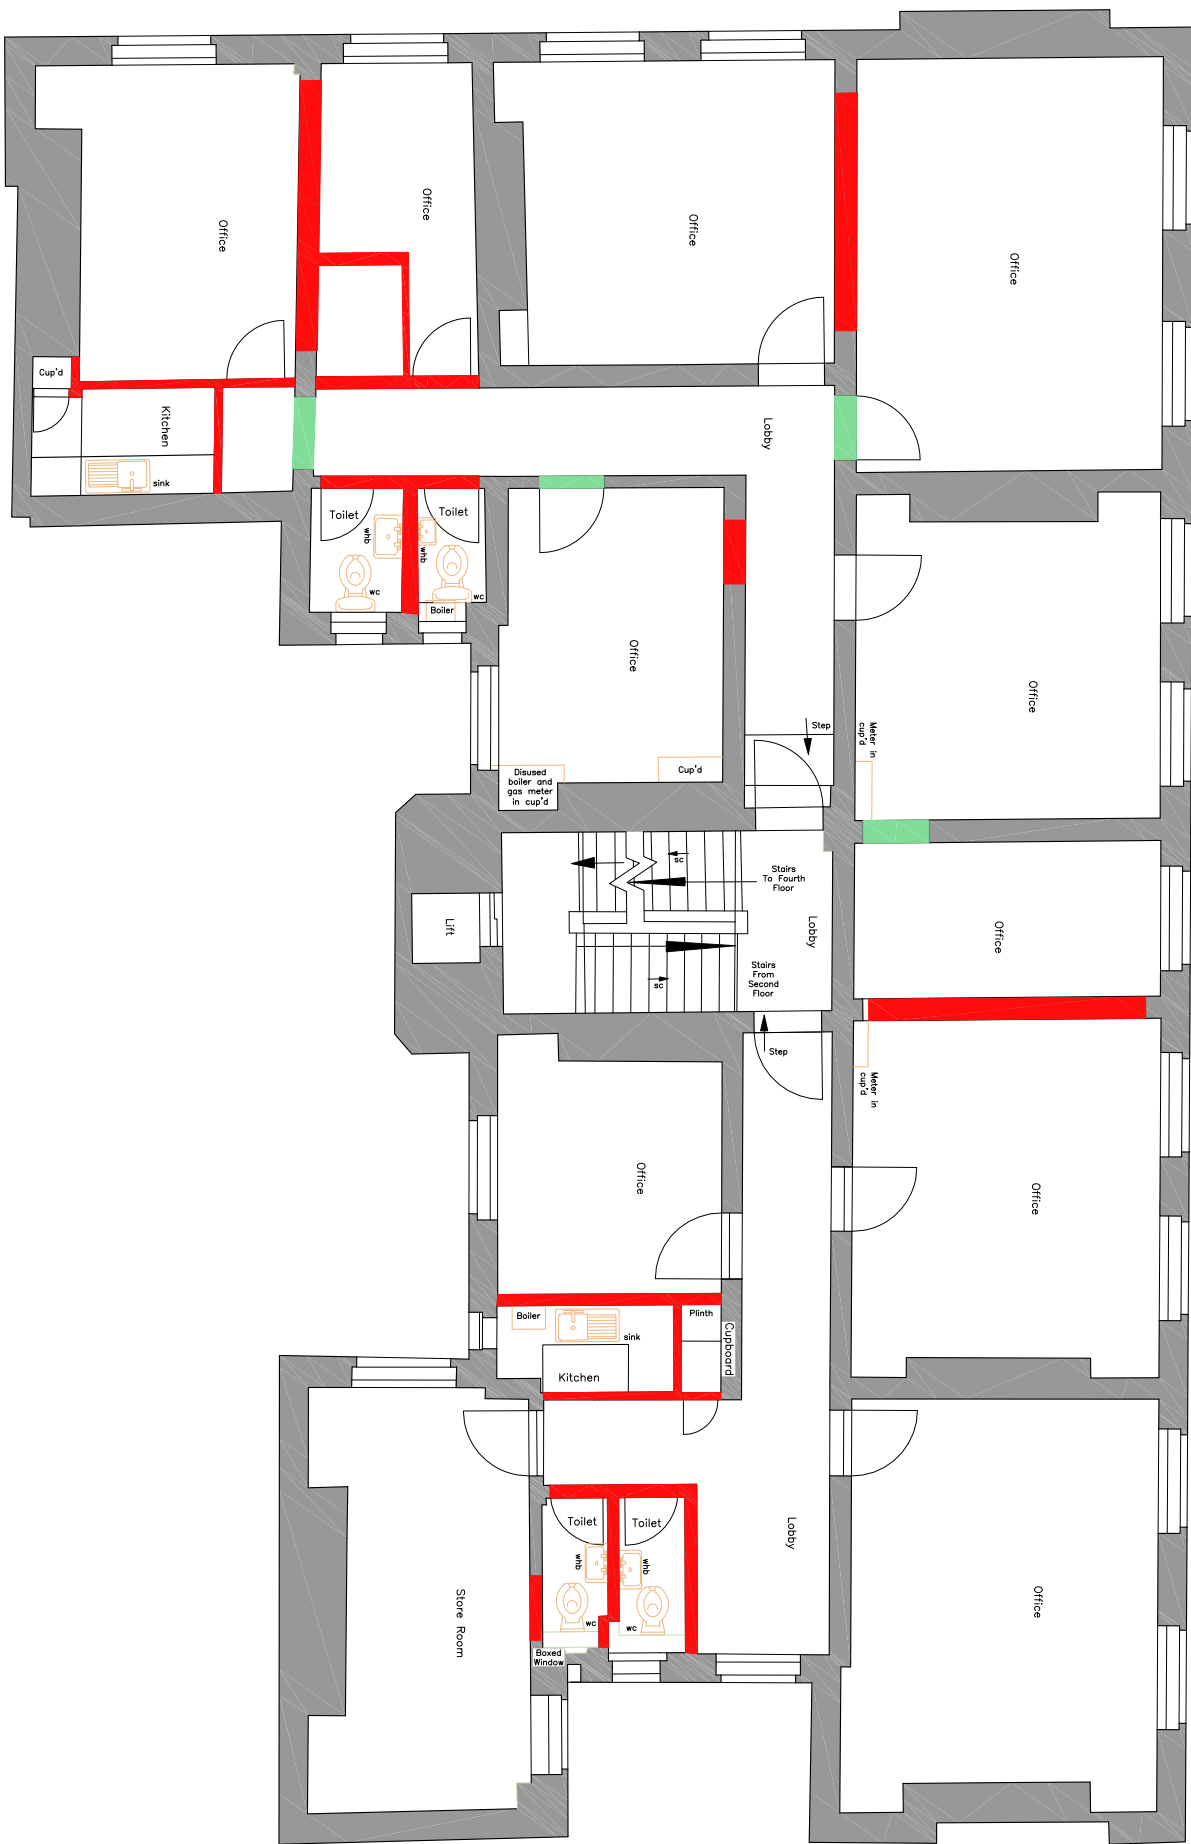 Office
Office
Office
Office
Cup'd
Kitchen
sink
Lobby
Toilet
whb
wc
Toilet
whb
wc
Boiler
Office
Office
Step
Meter in
cup'd
Disused
boiler and
gas meter
in cup'd
Cup'd
sc
Stairs
To Fourth
Floor
Lift
Lobby
Office
Stairs
From
Second
Floor
sc
Step
Meter in
cup'd
Office
Office
Boiler
sink
Plinth
Cupboard
Kitchen
Toilet
whb
wc
Toilet
whb
wc
Lobby
Boxed
Window
Store Room
Office